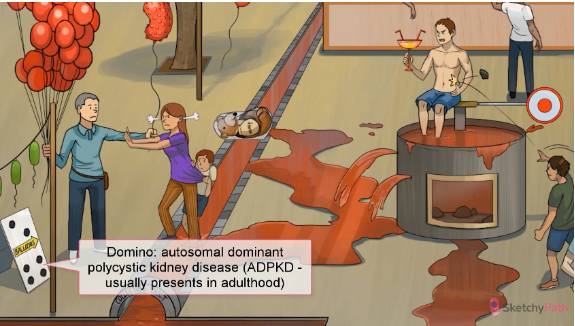 Domino: autosomal dominant
polycystic kidney disease (ADPKD -
usually presents in adulthood)
SketchyPath